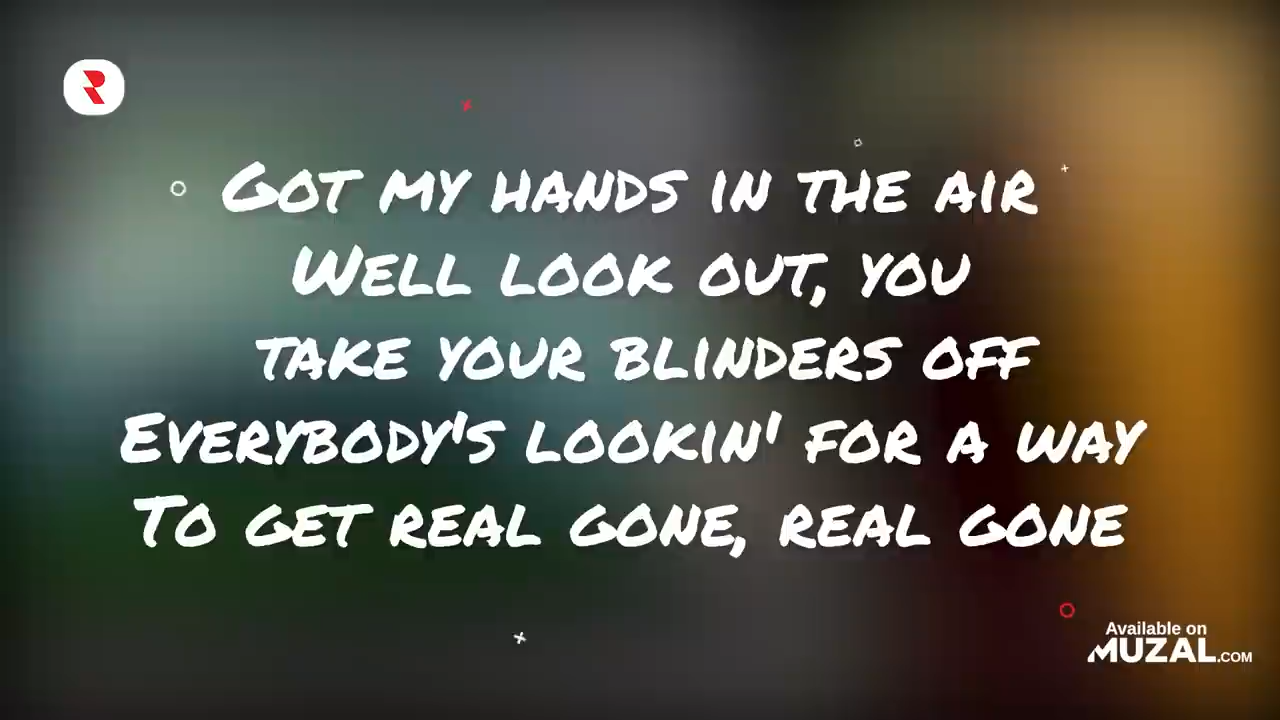 Got my hands in the air
Well look out, you
take your blinders off
Everybody's lookin' for a way
To get real gone, real gone
Available on
MUZAL.COM